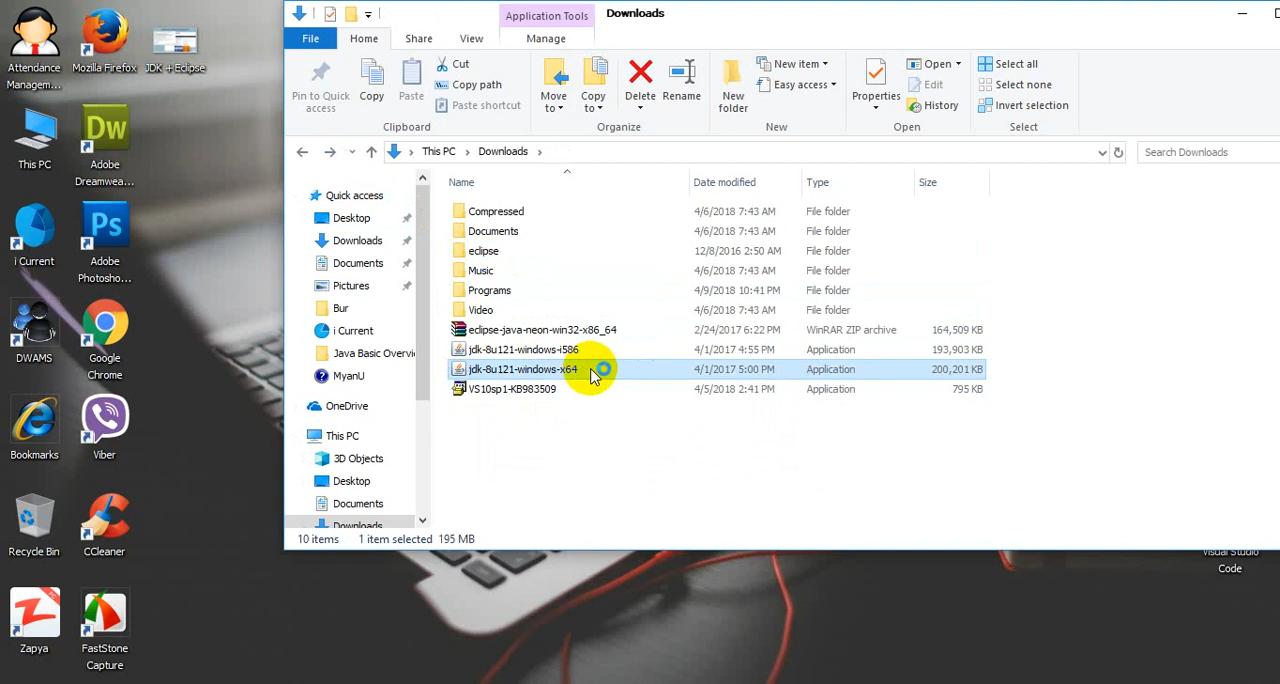 Attendance
Managem...
Mozilla Firefox
JDK + Eclipse
This PC
Adobe
Dreamwea...
i Current
Adobe
Photosho...
DWAMS
Google
Chrome
Bookmarks
Viber
Recycle Bin
CCleaner
Zapya
FastStone
Capture
Application Tools
Downloads
File
Home
Share
View
Manage
Pin to Quick
access
Copy
Paste
Cut
Copy path
Paste shortcut
Clipboard
Move
to
Copy
to
Delete
Rename
Organize
New
folder
New item
Easy access
New
Properties
Open
Edit
History
Open
Select all
Select none
Invert selection
Select
This PC
Downloads
Search Downloads
Quick access
Desktop
Downloads
Documents
Pictures
Bur
i Current
Java Basic Overvi
MyanU
OneDrive
This PC
3D Objects
Desktop
Documents
Downloads
Name Date modified Type Size
Compressed 4/6/2018 7:43 AM File folder
Documents 4/6/2018 7:43 AM File folder
eclipse 12/8/2016 2:50 AM File folder
Music 4/6/2018 7:43 AM File folder
Programs 4/9/2018 10:41 PM File folder
Video 4/6/2018 7:43 AM File folder
eclipse-java-neon-win32-x86_64 2/24/2017 6:22 PM WinRAR ZIP archive 164,509 KB
jdk-8u121-windows-i586 4/1/2017 4:55 PM Application 193,903 KB
jdk-8u121-windows-x64 4/1/2017 5:00 PM Application 200,201 KB
VS10sp1-KB983509 4/5/2018 2:41 PM Application 795 KB
10 items 1 item selected 195 MB
Visual Studio
Code